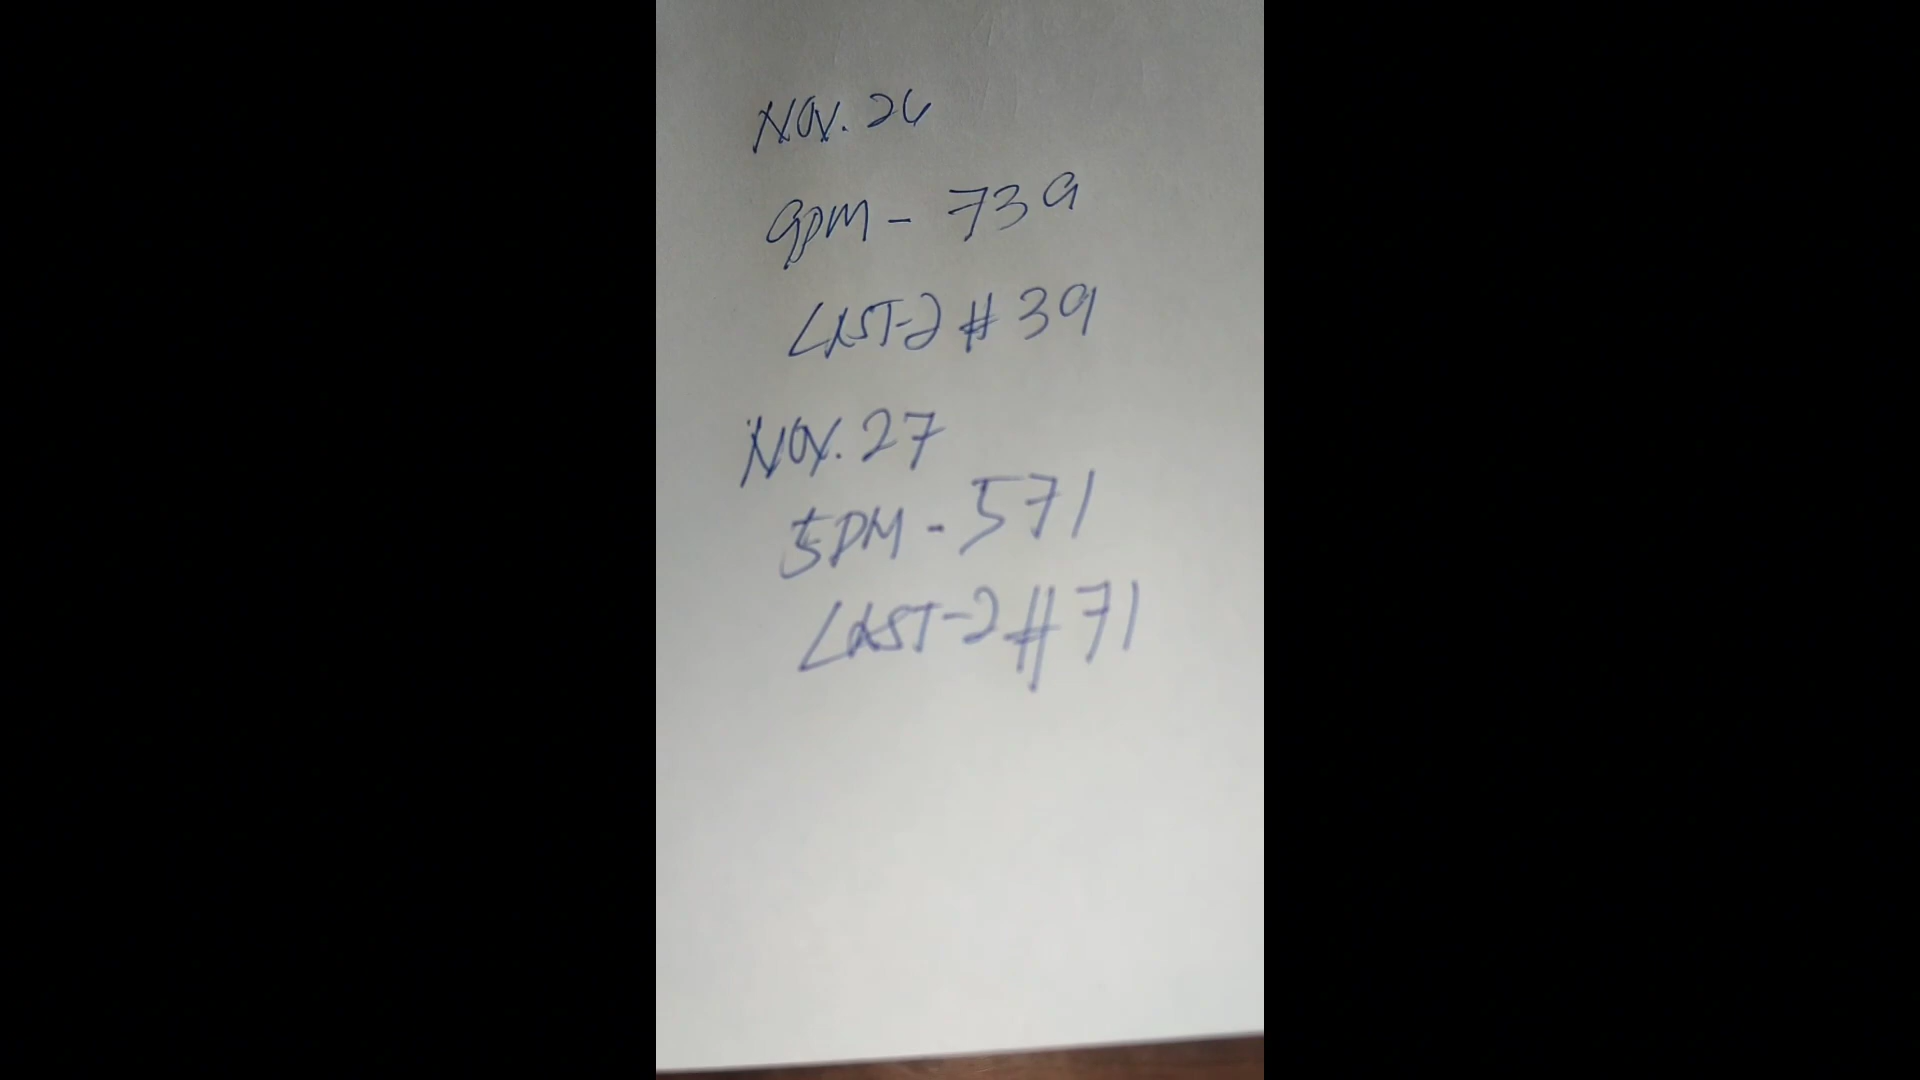 NOV. 26
9PM - 739
LAST-2 # 39
NOV. 27
5PM - 571
LAST-2 # 71